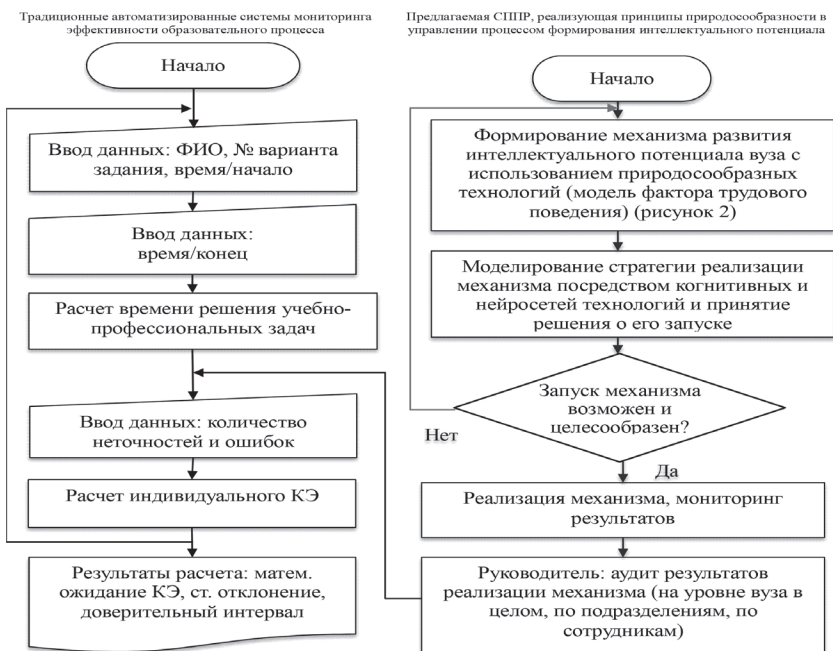 Традиционные автоматизированные системы мониторинга
эффективности образовательного процесса
Начало
Ввод данных: ФИО, № варианта
задания, время/начало
Ввод данных:
время/конец
Расчет времени решения учебно-
профессиональных задач
Ввод данных: количество
неточностей и ошибок
Расчет индивидуального КЭ
Результаты расчета: матем.
ожидание КЭ, ст. отклонение,
доверительный интервал
Предлагаемая СППР, реализующая принципы природосообразности в
управлении процессом формирования интеллектуального потенциала
Начало
Формирование механизма развития
интеллектуального потенциала вуза с
использованием природосообразных
технологий (модель фактора трудового
поведения) (рисунок 2)
Моделирование стратегии реализации
механизма посредством когнитивных и
нейросетей технологий и принятие
решения о его запуске
Запуск механизма
возможен и
целесообразен?
Нет
Да
Реализация механизма, мониторинг
результатов
Руководитель: аудит результатов
реализации механизма (на уровне вуза в
целом, по подразделениям, по
сотрудникам)